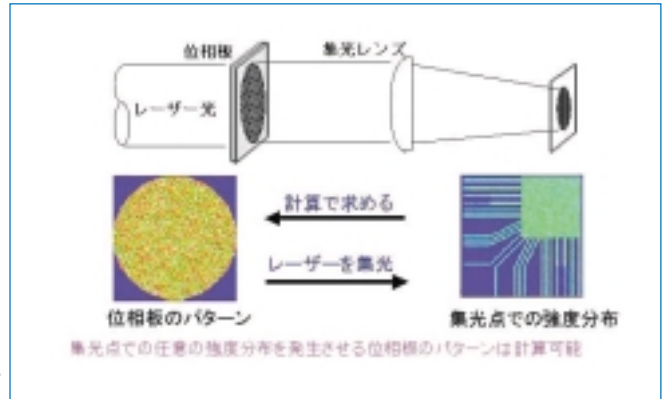 位相板
集光レンズ
レーザー光
計算で求める
レーザーを集光
位相板のパターン
集光点での強度分布
集光点での任意の強度分布を発生させる位相板のパターンは計算可能